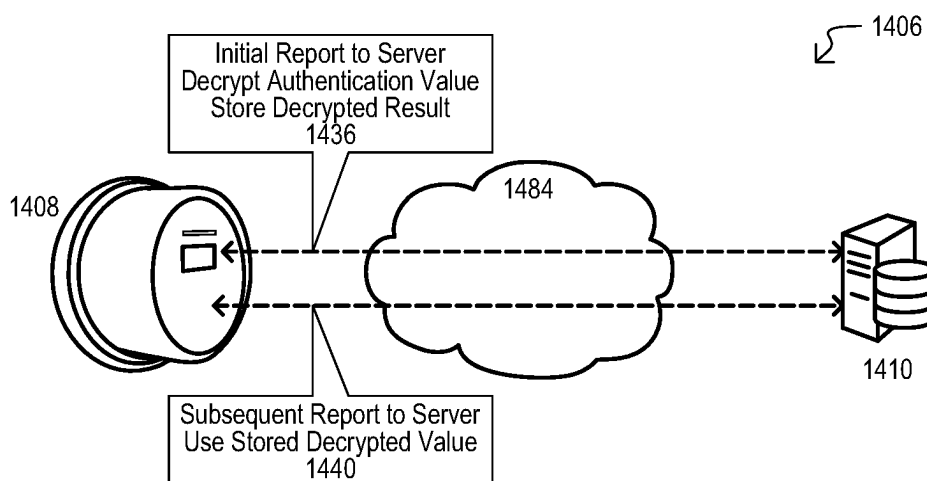 1406
Initial Report to Server
Decrypt Authentication Value
Store Decrypted Result
1436
1408
1484
1410
Subsequent Report to Server
Use Stored Decrypted Value
1440